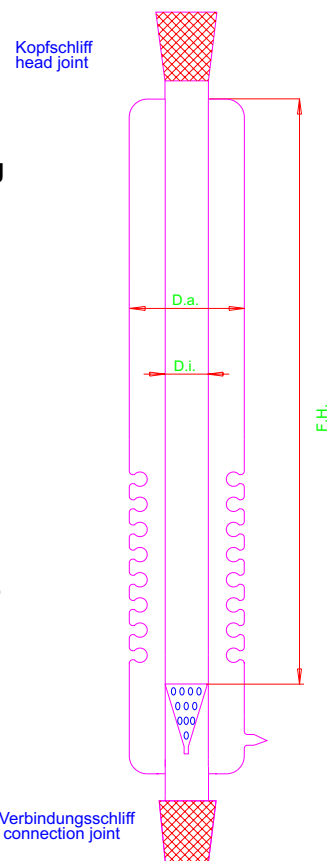 Kopfschliff
head joint
g
D.a.
D.i.
F.H.
Verbindungsschliff
connection joint